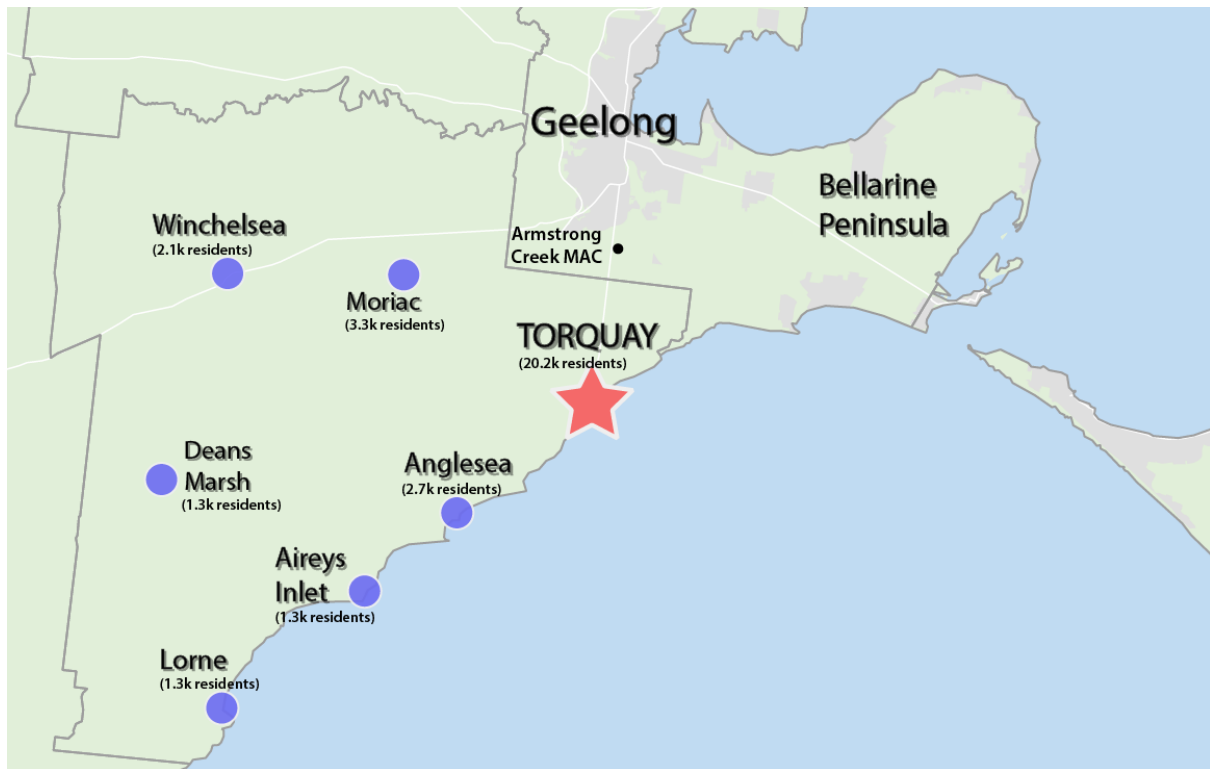 Geelong
Bellarine
Peninsula
Winchelsea
(2.1k residents)
Armstrong
Creek MAC
Moriac
(3.3k residents)
TORQUAY
(20.2k residents)
Deans
Marsh
(1.3k residents)
Anglesea
(2.7k residents)
Aireys
Inlet
(1.3k residents)
Lorne
(1.3k residents)